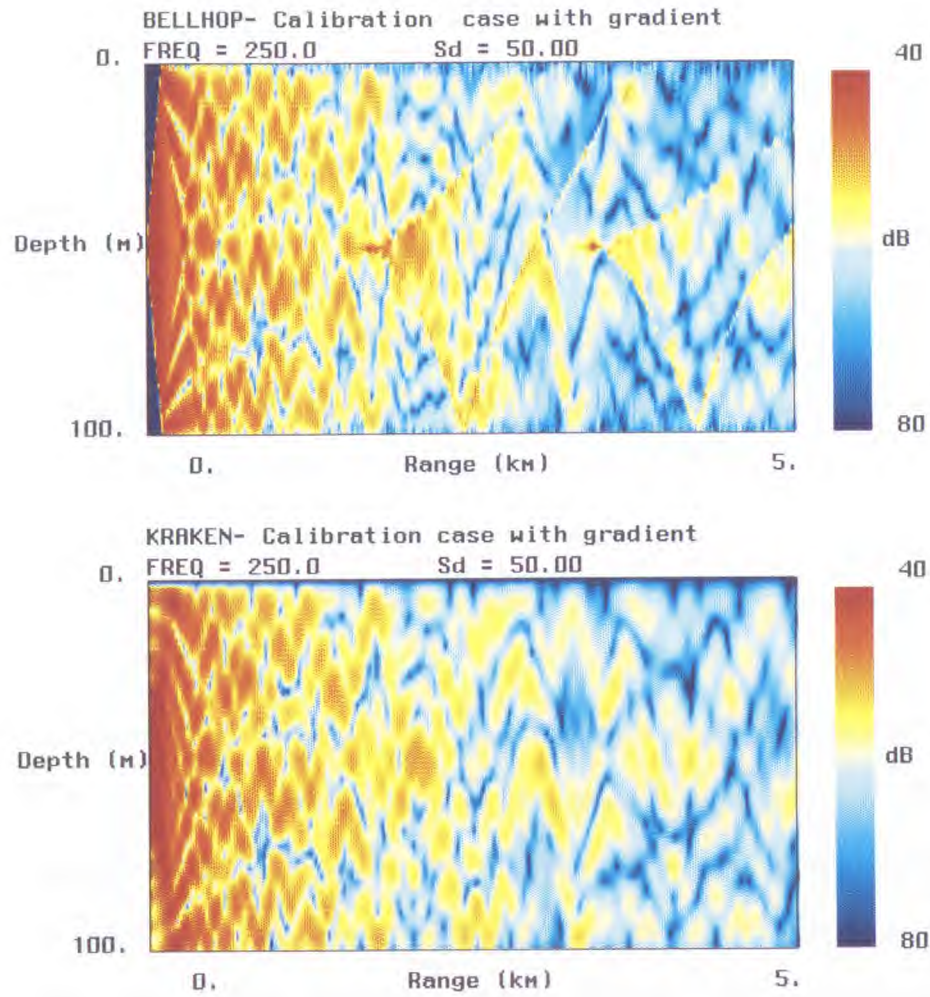 BELLHOP- Calibration case with gradient
FREQ = 250.0 Sd = 50.00
0.
40
Depth (м)
dB
100.
80
0. Range (км) 5.
KRAKEN- Calibration case with gradient
FREQ = 250.0 Sd = 50.00
0.
40
Depth (м)
dB
100.
80
0. Range (км) 5.